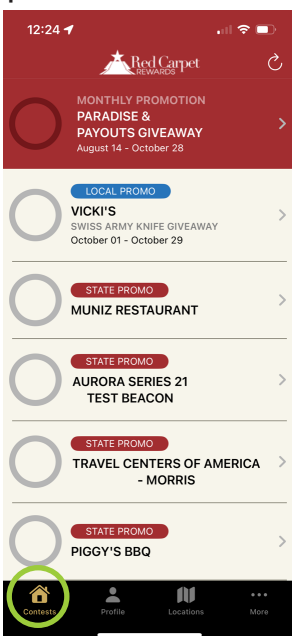 12:24
Red Carpet
REWARDS
MONTHLY PROMOTION
PARADISE &
PAYOUTS GIVEAWAY
August 14 - October 28
LOCAL PROMO
VICKI'S
SWISS ARMY KNIFE GIVEAWAY
October 01 - October 29
STATE PROMO
MUNIZ RESTAURANT
STATE PROMO
AURORA SERIES 21
TEST BEACON
STATE PROMO
TRAVEL CENTERS OF AMERICA
- MORRIS
STATE PROMO
PIGGY'S BBQ
Contests Profile Locations More